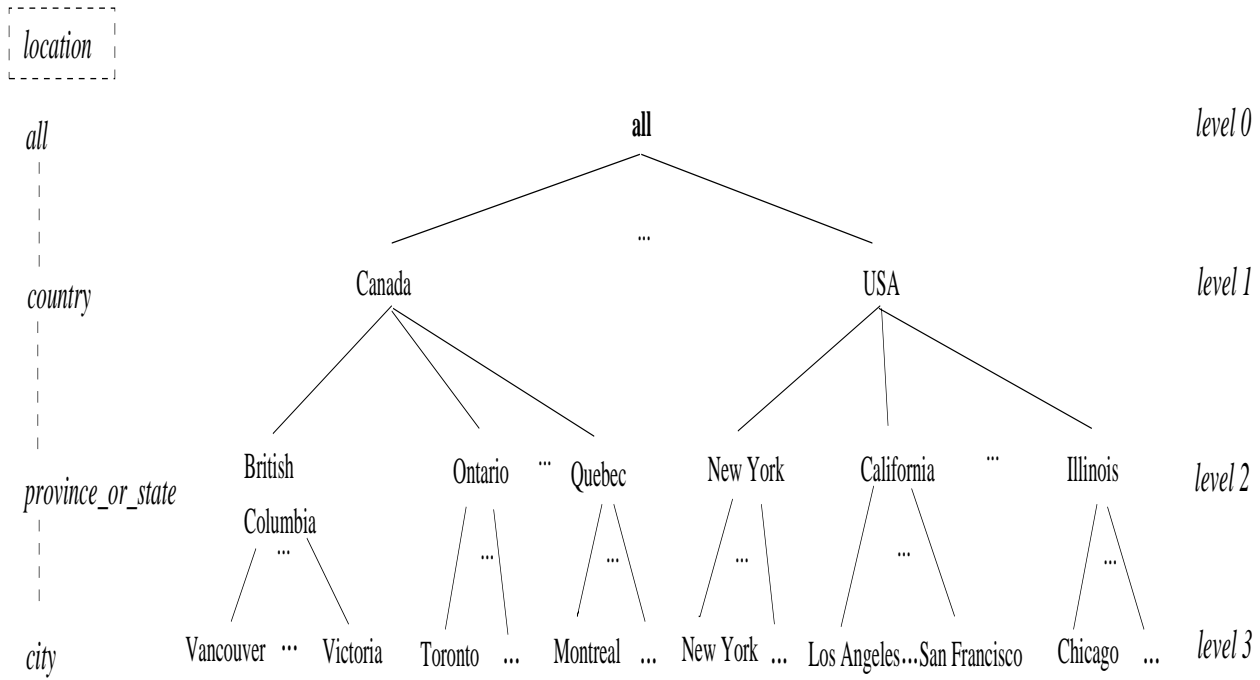 location
all all level 0
...
country Canada USA level 1
province_or_state British Ontario ... Quebec New York California ... Illinois level 2
Columbia
... ... ... ... ... ...
city Vancouver ... Victoria Toronto ... Montreal ... New York ... Los Angeles...San Francisco Chicago ... level 3